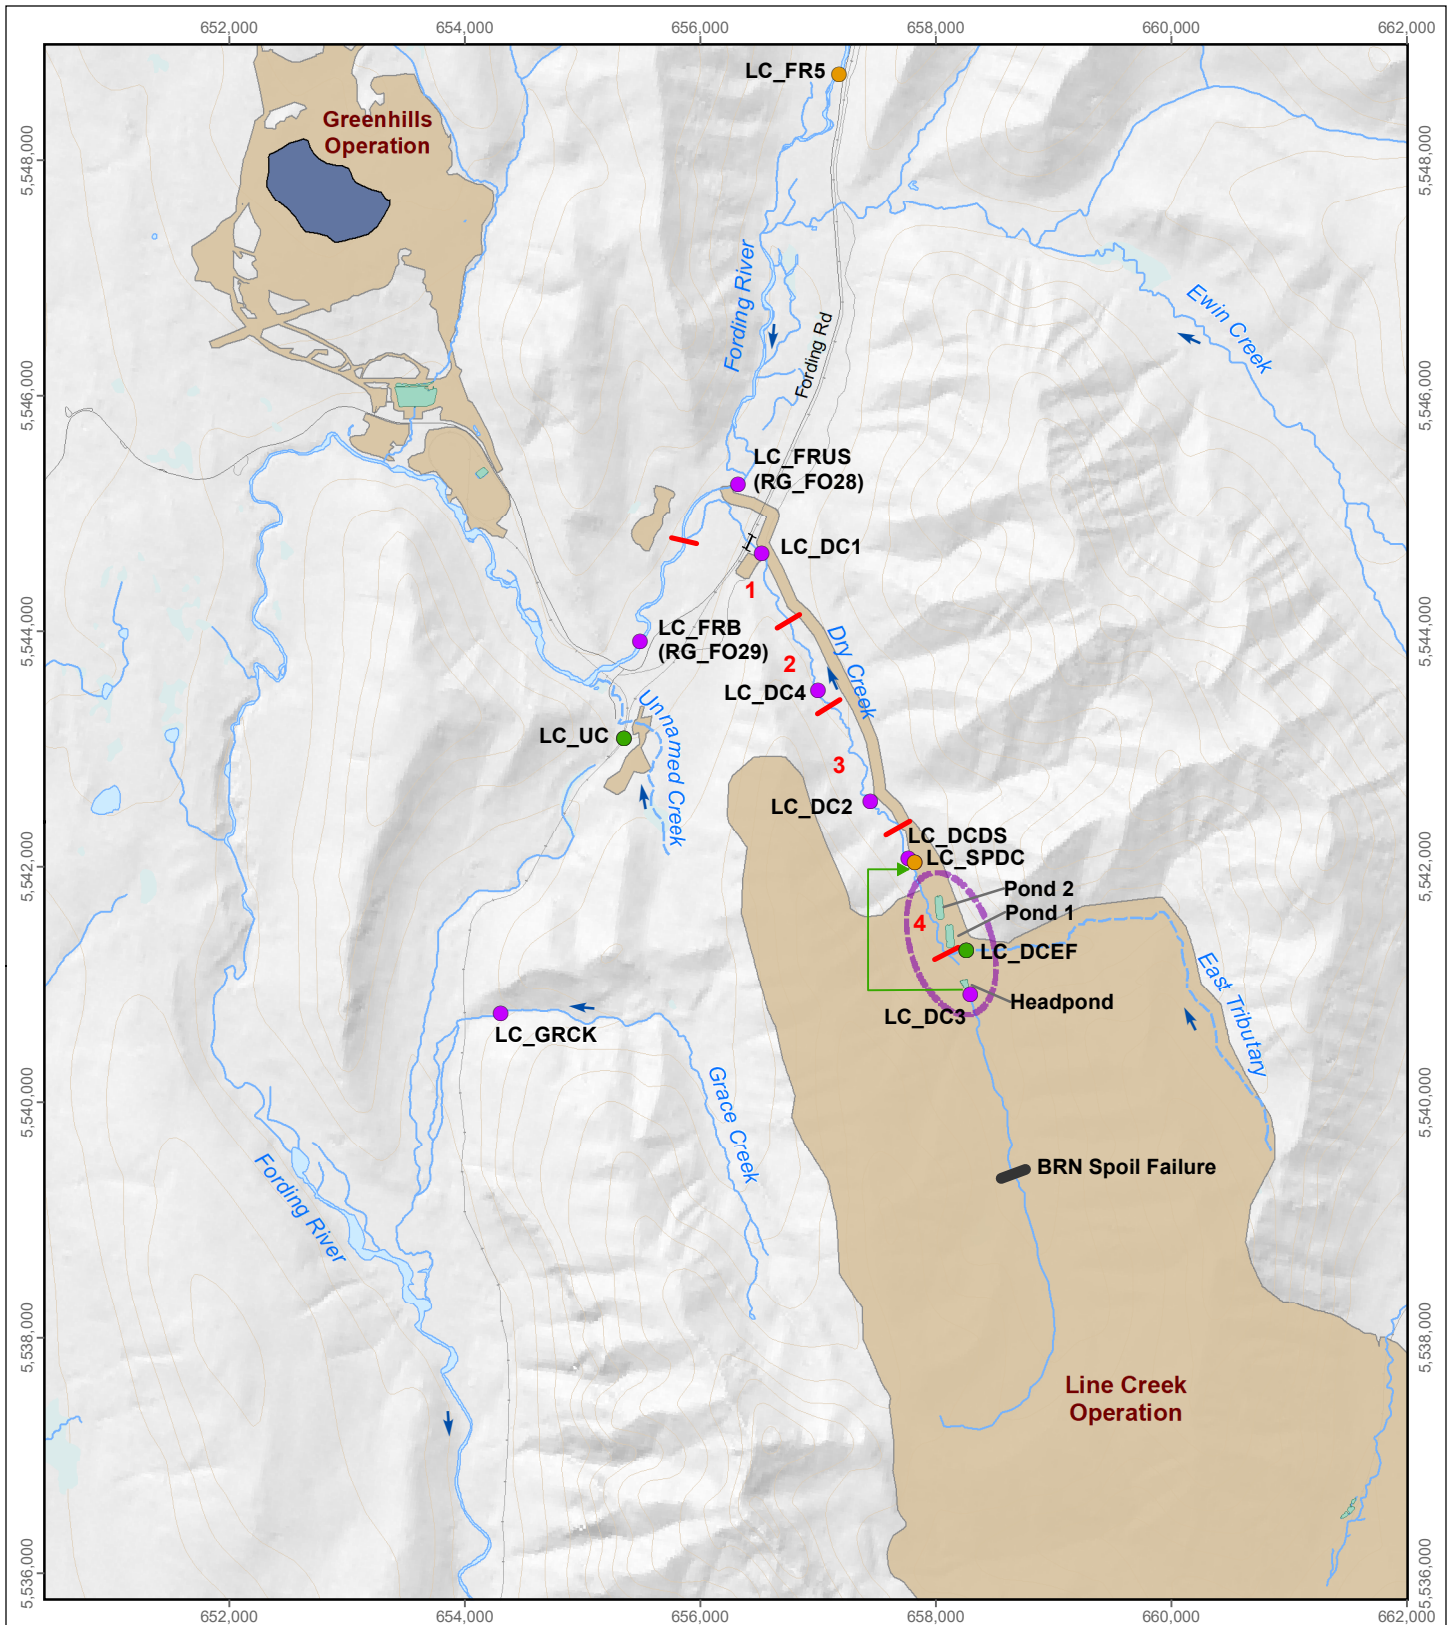 652,000
654,000
656,000
658,000
660,000
662,000
LC_FR5
Greenhills
Operation
5,548,000
5,548,000
Fording River
Ewin Creek
Fording Rd
5,546,000
5,546,000
LC_FRUS
(RG_FO28)
LC_DC1
1
5,544,000
5,544,000
LC_FRB
(RG_FO29)
2
Dry Creek
LC_DC4
LC_UC
Unnamed Creek
3
LC_DC2
LC_DCDS
LC_SPDC
5,542,000
5,542,000
Pond 2
Pond 1
4
LC_DCEF
East Tributary
Headpond
LC_DC3
LC_GRCK
Grace Creek
5,540,000
5,540,000
BRN Spoil Failure
Fording River
5,538,000
5,538,000
Line Creek
Operation
5,536,000
5,536,000
652,000
654,000
656,000
658,000
660,000
662,000